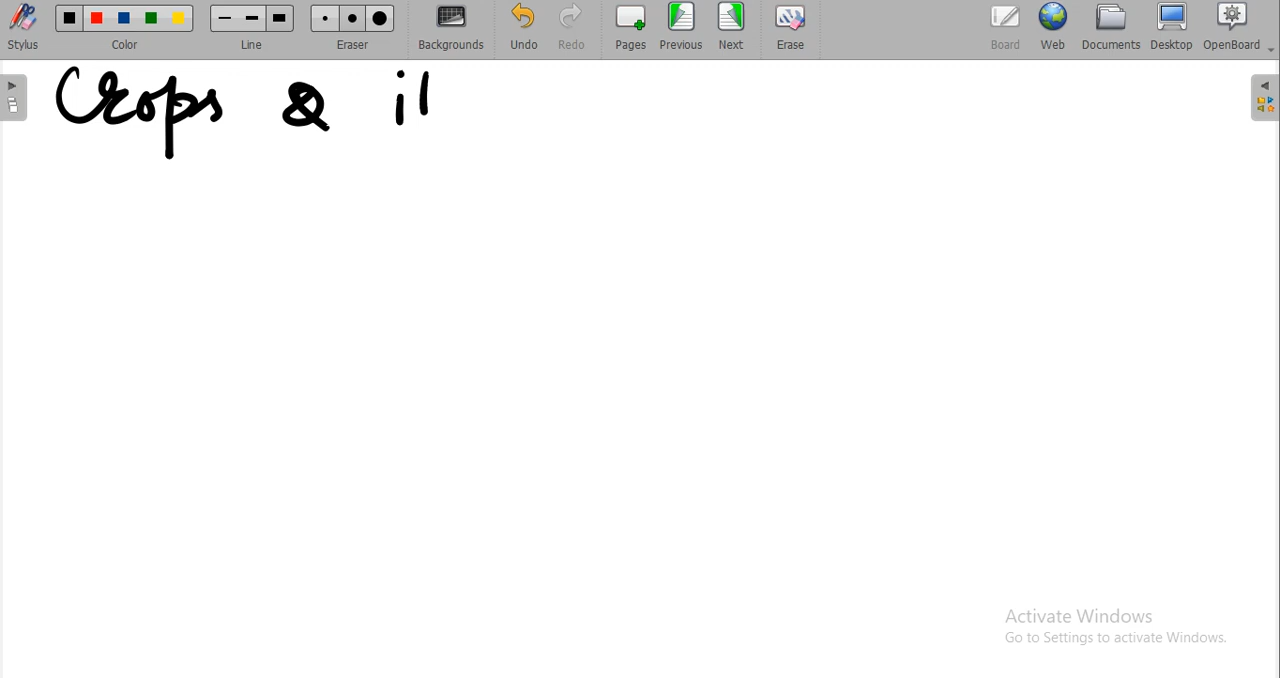 Stylus Color Line Eraser Backgrounds Undo Redo Pages Previous Next Erase Board Web Documents Desktop OpenBoard
Crops &
Activate Windows
Go to Settings to activate Windows.